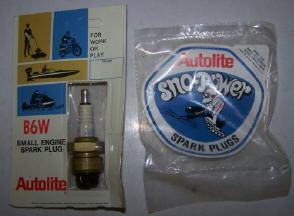 FOR
WORK
OR
PLAY
B6W
SMALL ENGINE
SPARK PLUG
Autolite
Autolite
Sno-Power
SPARK PLUGS